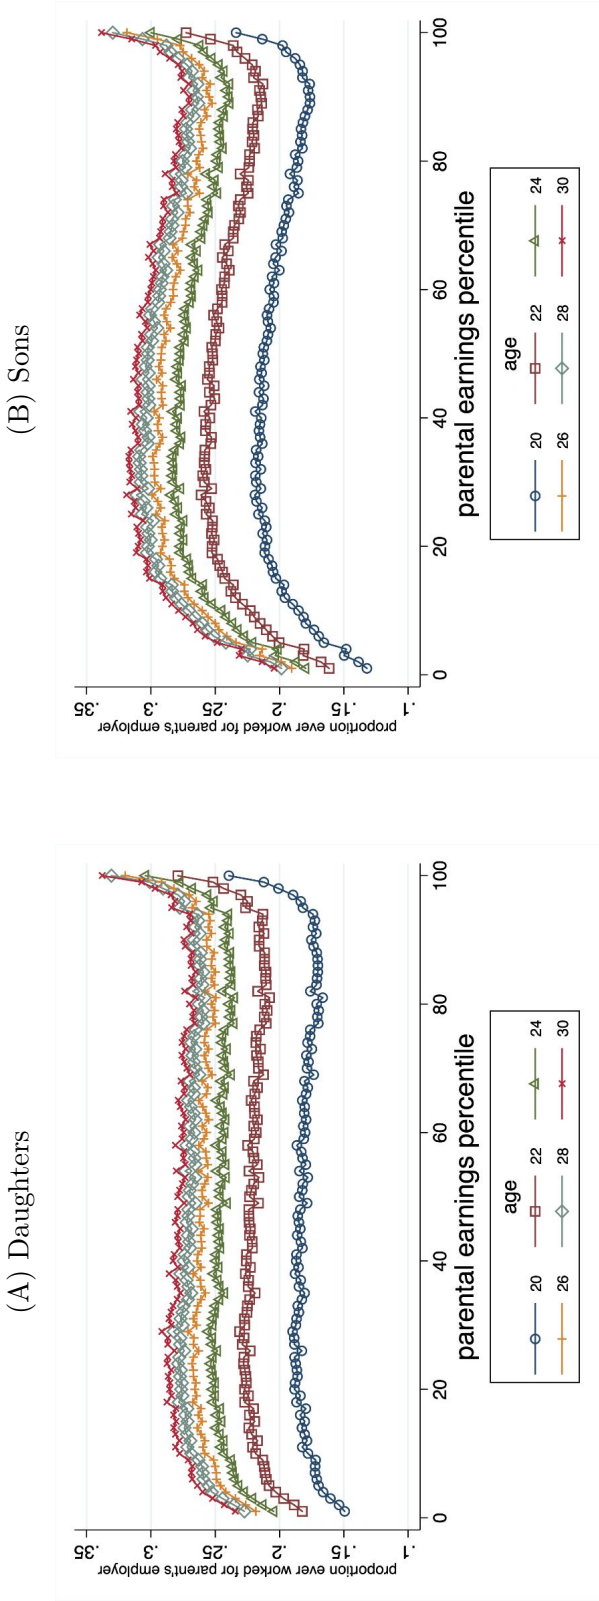 (A) Daughters
proportion ever worked for parent's employer
.35
.3
.25
.2
.15
.1
0 20 40 60 80 100
parental earnings percentile
age
20 22 24
26 28 30
(B) Sons
proportion ever worked for parent's employer
.35
.3
.25
.2
.15
.1
0 20 40 60 80 100
parental earnings percentile
age
20 22 24
26 28 30